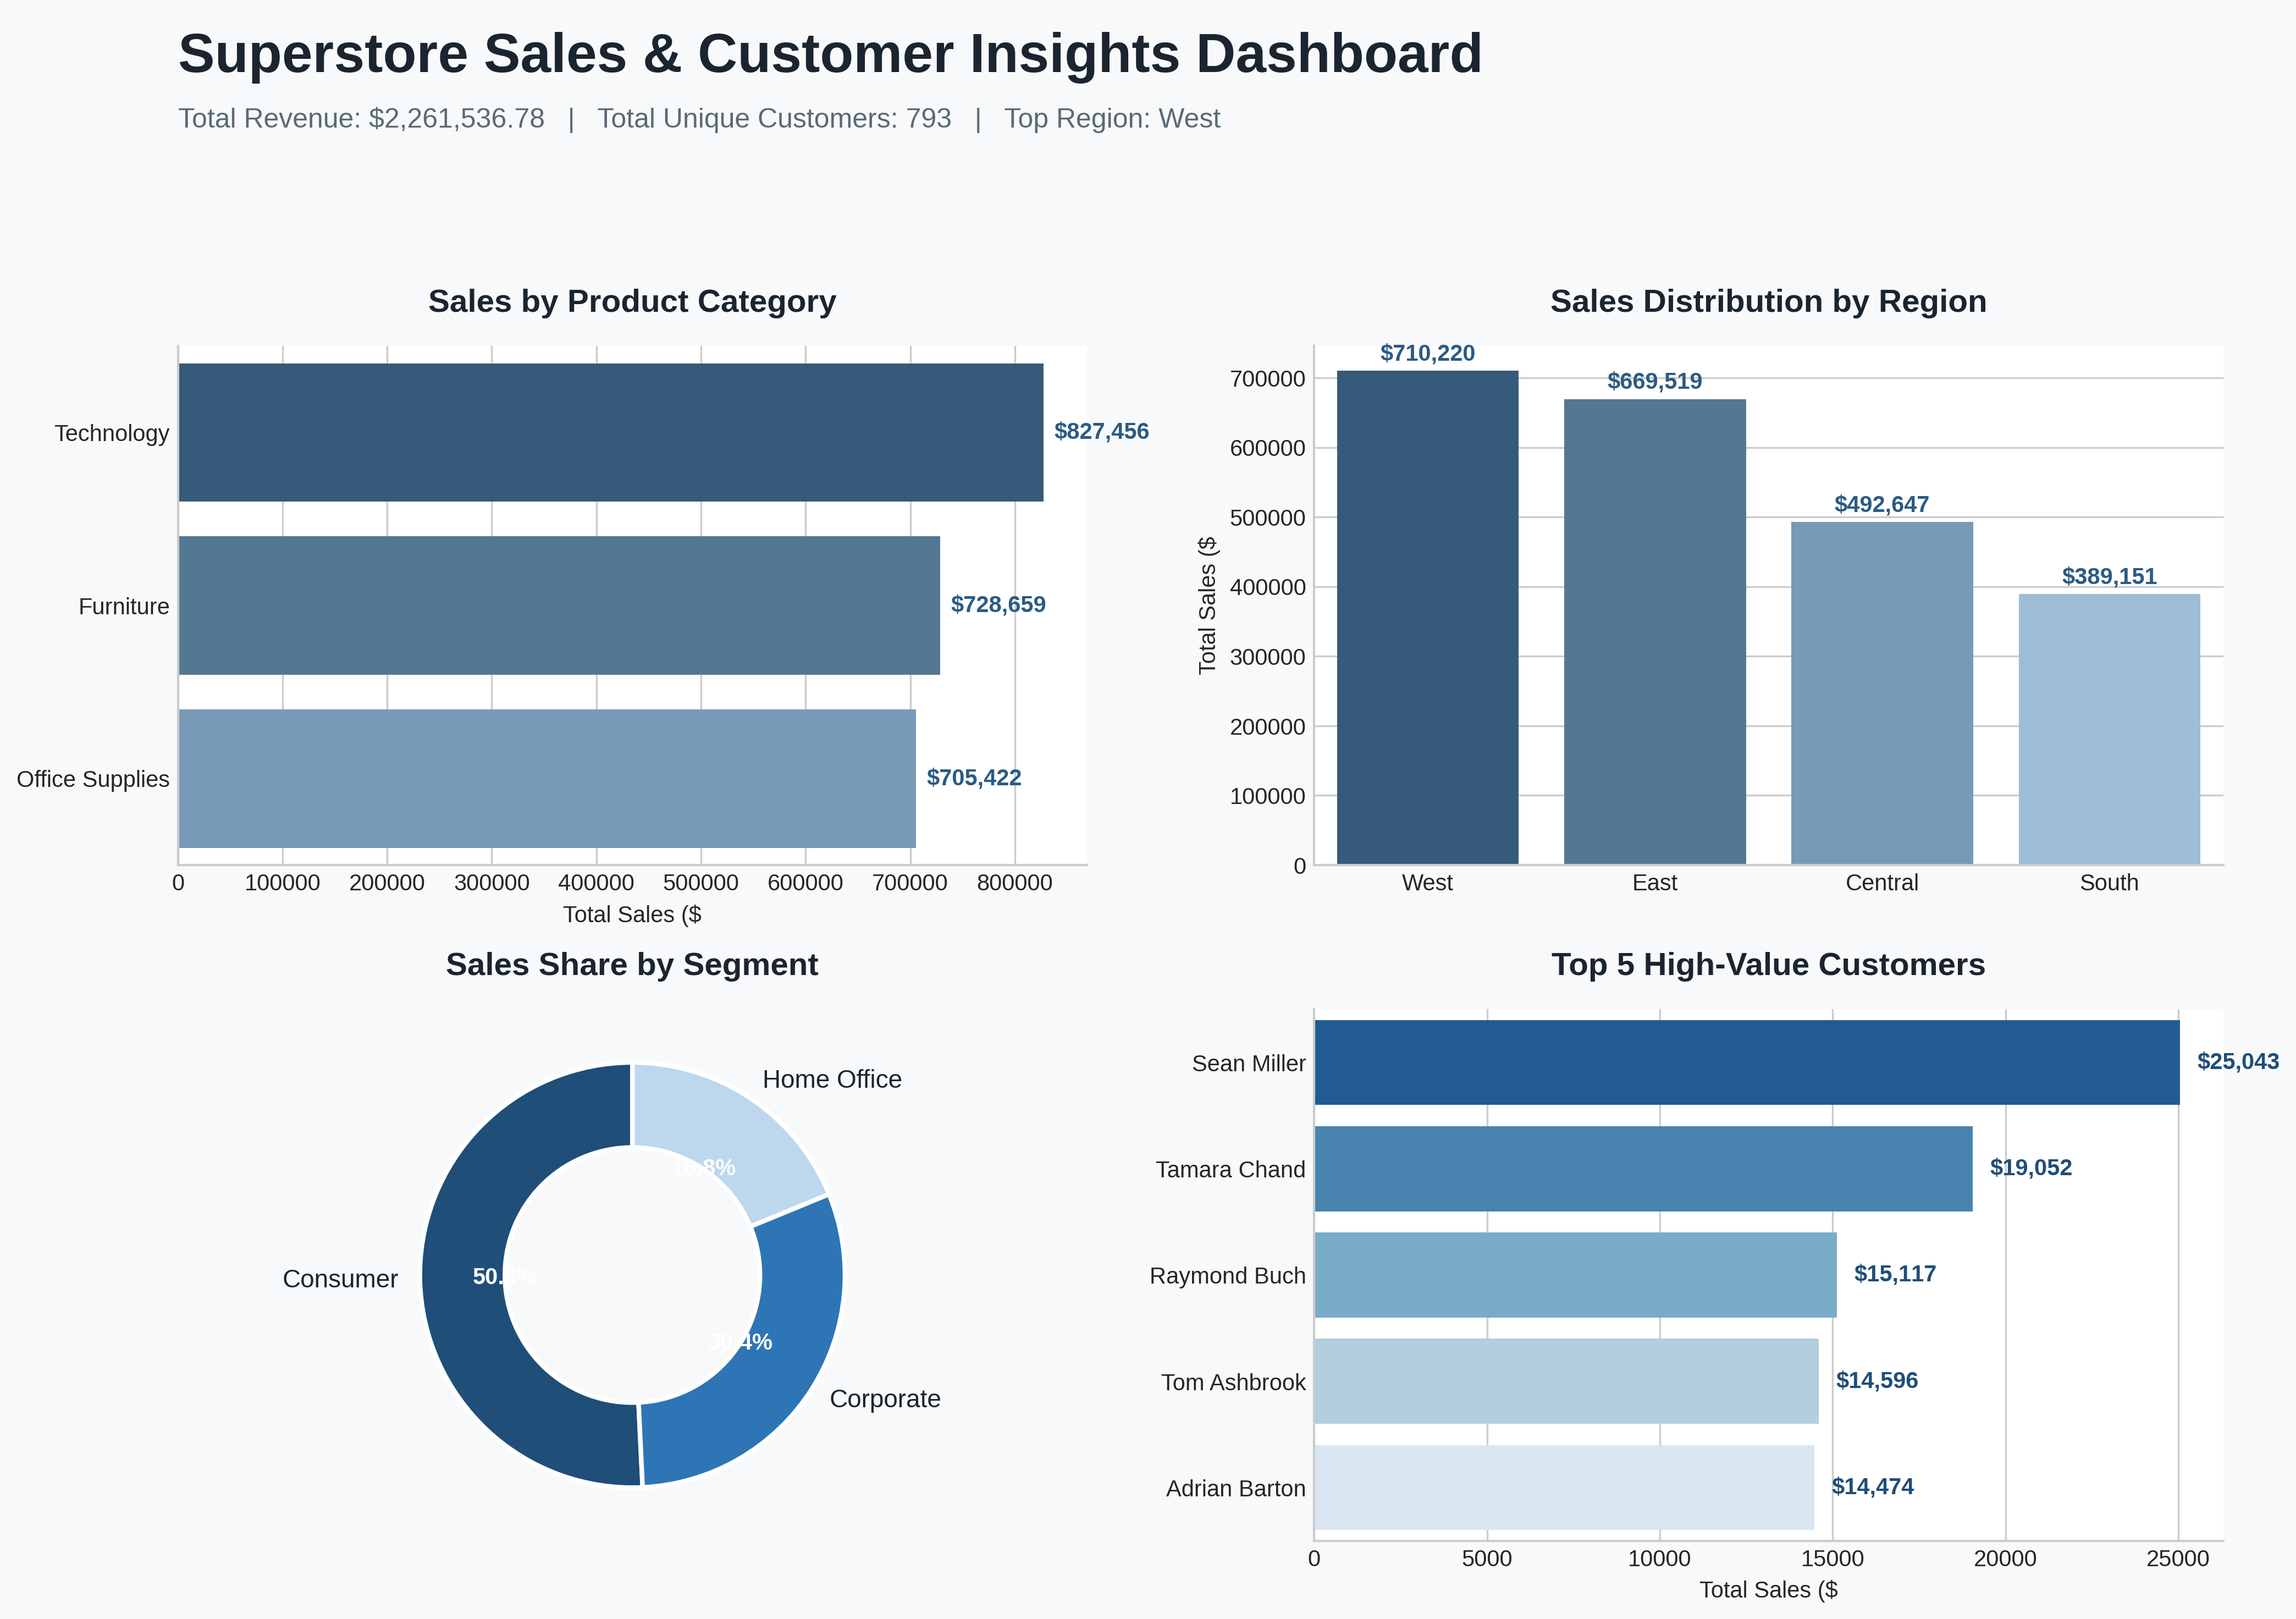 Superstore Sales & Customer Insights Dashboard
Total Revenue: $2,261,536.78 | Total Unique Customers: 793 | Top Region: West
Sales by Product Category
Technology
$827,456
Furniture
$728,659
Office Supplies
$705,422
0 100000 200000 300000 400000 500000 600000 700000 800000
Total Sales ($
Sales Distribution by Region
Total Sales ($
700000
600000
500000
400000
300000
200000
100000
0
$710,220
$669,519
$492,647
$389,151
West East Central South
Sales Share by Segment
Home Office
Consumer
Corporate
30.4%
Top 5 High-Value Customers
Sean Miller
$25,043
Tamara Chand
$19,052
Raymond Buch
$15,117
Tom Ashbrook
$14,596
Adrian Barton
$14,474
0 5000 10000 15000 20000 25000
Total Sales ($